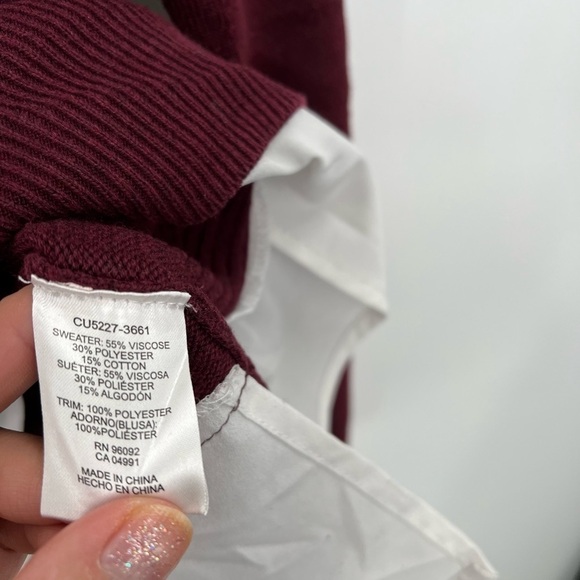 CU5227-3661
SWEATER: 55% VISCOSE
30% POLYESTER
15% COTTON
SUÉTER: 55% VISCOSA
30% POLIÉSTER
15% ALGODÓN
TRIM: 100% POLYESTER
ADORNO(BLUSA):
100%POLIÉSTER
RN 96092
CA 04991
MADE IN CHINA
HECHO EN CHINA